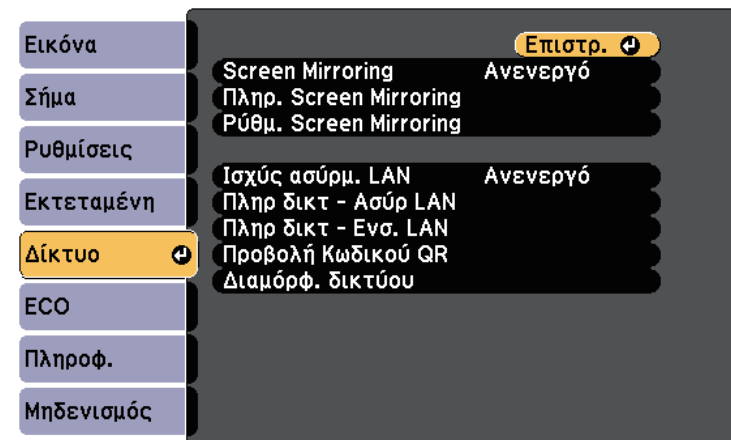 Εικόνα
Σήμα
Ρυθμίσεις
Εκτεταμένη
Δίκτυο
ECO
Πληροφ.
Μηδενισμός
Επιστρ.
Screen Mirroring Ανενεργό
Πληρ. Screen Mirroring
Ρύθμ. Screen Mirroring
Ισχύς ασύρμ. LAN Ανενεργό
Πληρ δικτ - Ασύρ LAN
Πληρ δικτ - Ενσ. LAN
Προβολή Κωδικού QR
Διαμόρφ. δικτύου